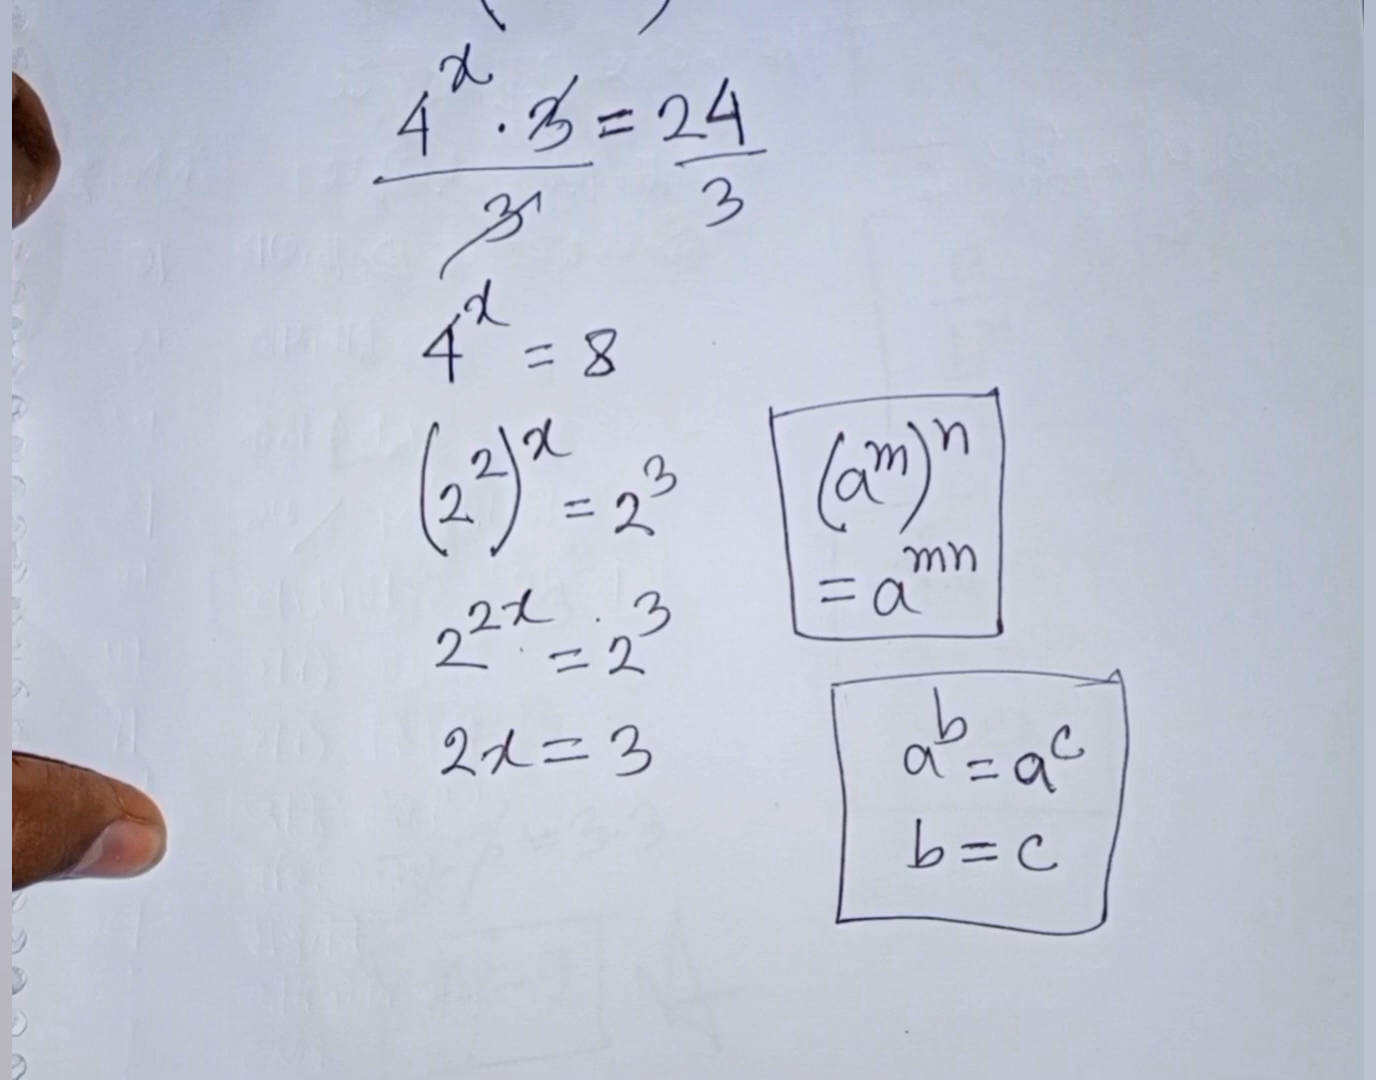 4^x · 3 = 24
3 3
4^x = 8
(2^2)^x = 2^3
2^2x = 2^3
2x = 3
(a^m)^n
= a^mn
a^b = a^c
b = c